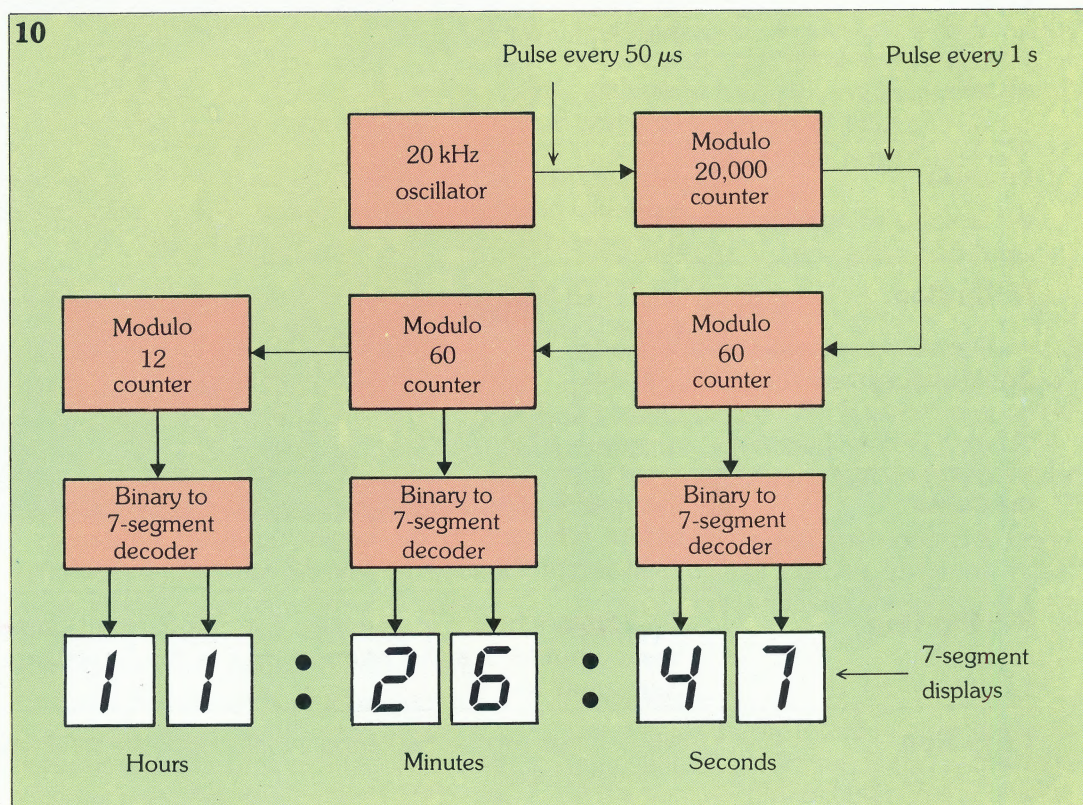 10
Pulse every 50 μs
Pulse every 1 s
20 kHz
oscillator
Modulo
20,000
counter
Modulo
12
counter
Modulo
60
counter
Modulo
60
counter
Binary to
7-segment
decoder
Binary to
7-segment
decoder
Binary to
7-segment
decoder
11 : 26 : 47
7-segment
displays
Hours
Minutes
Seconds